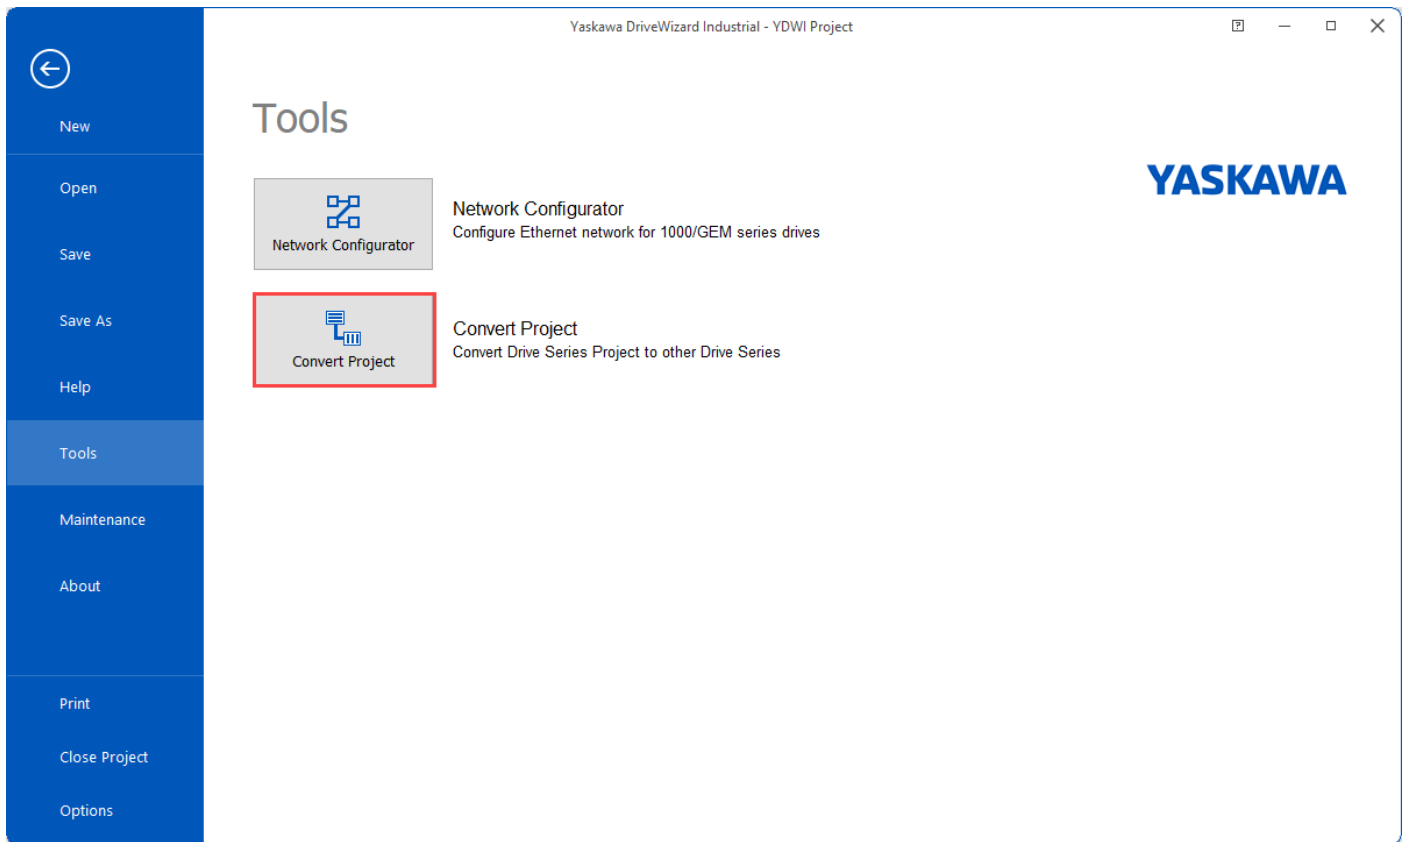 Yaskawa DriveWizard Industrial - YDWI Project
New
Open
Save
Save As
Help
Tools
Maintenance
About
Print
Close Project
Options
Tools
YASKAWA
Network Configurator
Network Configurator
Configure Ethernet network for 1000/GEM series drives
Convert Project
Convert Project
Convert Drive Series Project to other Drive Series